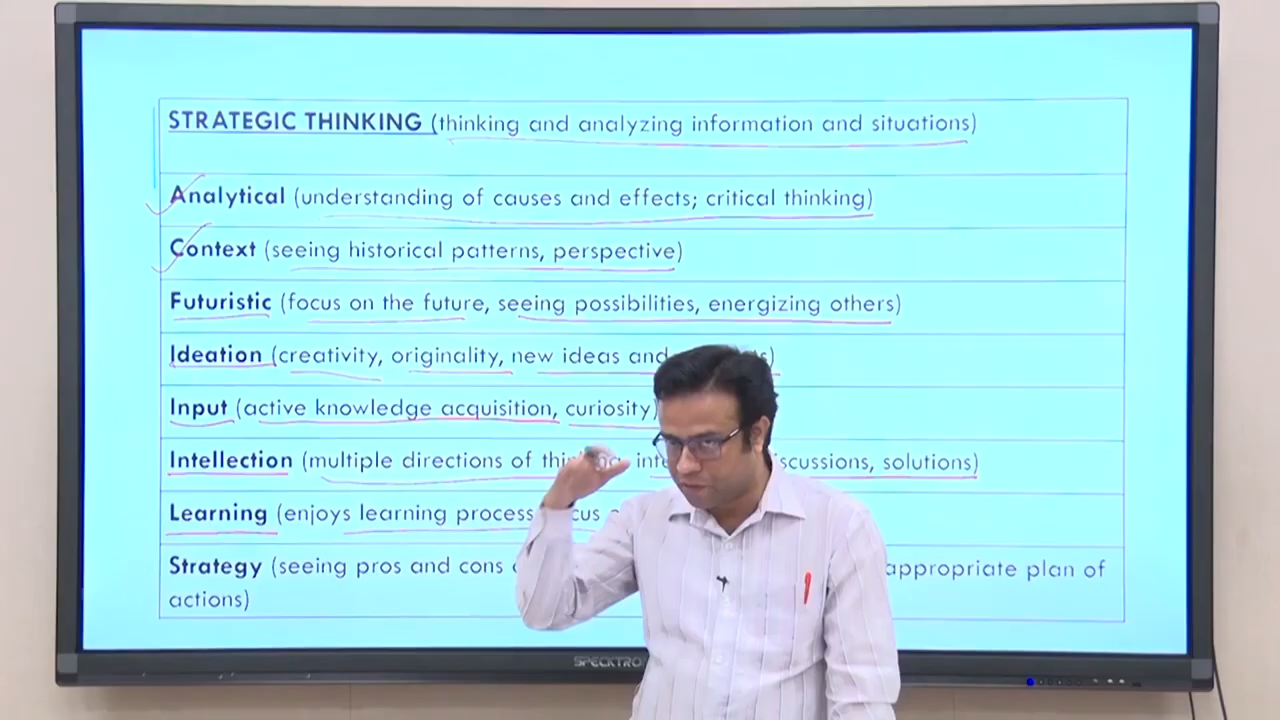 STRATEGIC THINKING (thinking and analyzing information and situations)
Analytical (understanding of causes and effects; critical thinking)
Context (seeing historical patterns, perspective)
Futuristic (focus on the future, seeing possibilities, energizing others)
Ideation (creativity, originality, new ideas and
Input (active knowledge acquisition, curiosity)
Intellection (multiple directions of discussions, solutions)
Learning (enjoys learning process
Strategy (seeing pros and cons appropriate plan of
actions)
SPECKTRO